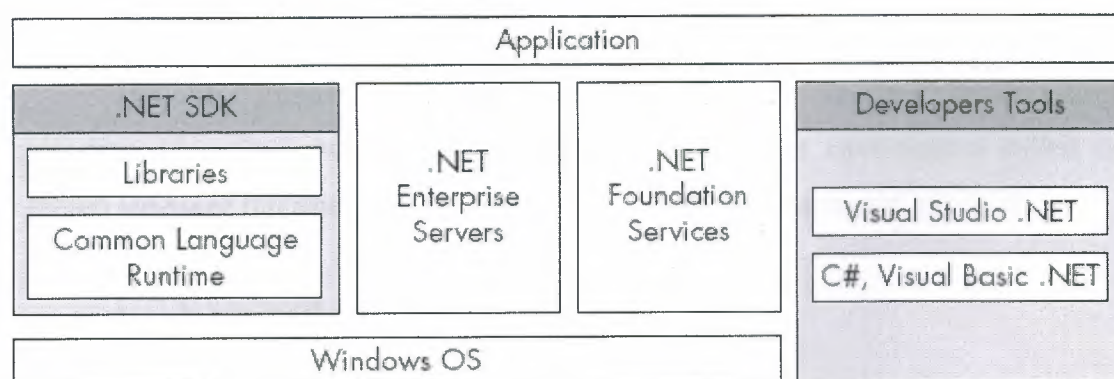 Application
.NET SDK
Libraries
Common Language
Runtime
.NET
Enterprise
Servers
.NET
Foundation
Services
Developers Tools
Visual Studio .NET
C#, Visual Basic .NET
Windows OS